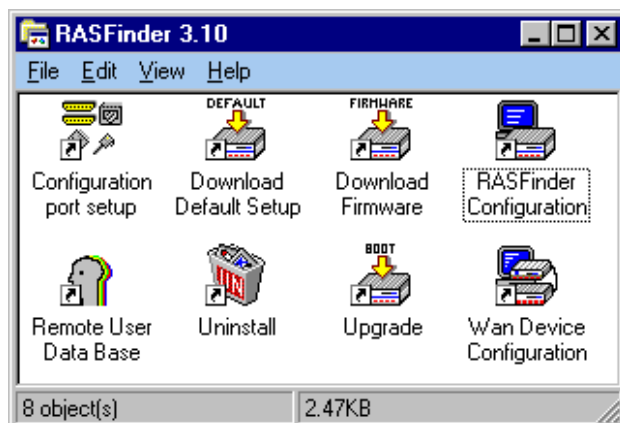 RASFinder 3.10
File Edit View Help
DEFAULT FIRMWARE
Configuration port setup
Download Default Setup
Download Firmware
RASFinder Configuration
BOOT
Remote User Data Base
Uninstall
Upgrade
Wan Device Configuration
8 object(s) 2.47KB